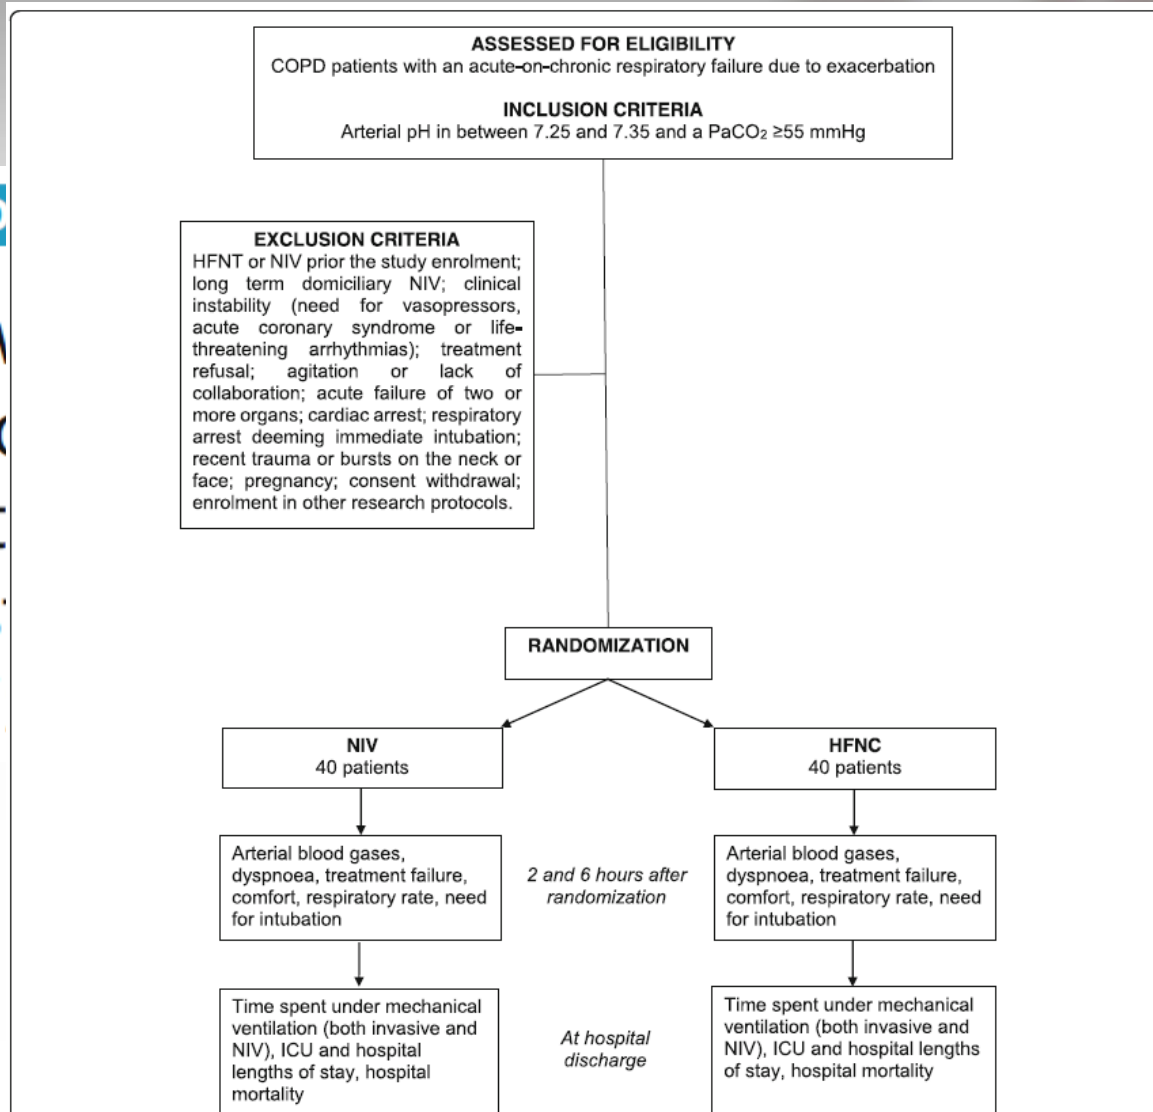 ASSESSED FOR ELIGIBILITY
COPD patients with an acute-on-chronic respiratory failure due to exacerbation
INCLUSION CRITERIA
Arterial pH in between 7.25 and 7.35 and a PaCO₂ ≥55 mmHg
EXCLUSION CRITERIA
HFNT or NIV prior the study enrolment;
long term domiciliary NIV; clinical
instability (need for vasopressors,
acute coronary syndrome or life-
threatening arrhythmias); treatment
refusal; agitation or lack of
collaboration; acute failure of two or
more organs; cardiac arrest; respiratory
arrest deeming immediate intubation;
recent trauma or bursts on the neck or
face; pregnancy; consent withdrawal;
enrolment in other research protocols.
RANDOMIZATION
NIV
40 patients
HFNC
40 patients
Arterial blood gases,
dyspnoea, treatment failure,
comfort, respiratory rate, need
for intubation
2 and 6 hours after
randomization
Arterial blood gases,
dyspnoea, treatment failure,
comfort, respiratory rate, need
for intubation
Time spent under mechanical
ventilation (both invasive and
NIV), ICU and hospital
lengths of stay, hospital
mortality
At hospital
discharge
Time spent under mechanical
ventilation (both invasive and
NIV), ICU and hospital lengths
of stay, hospital mortality